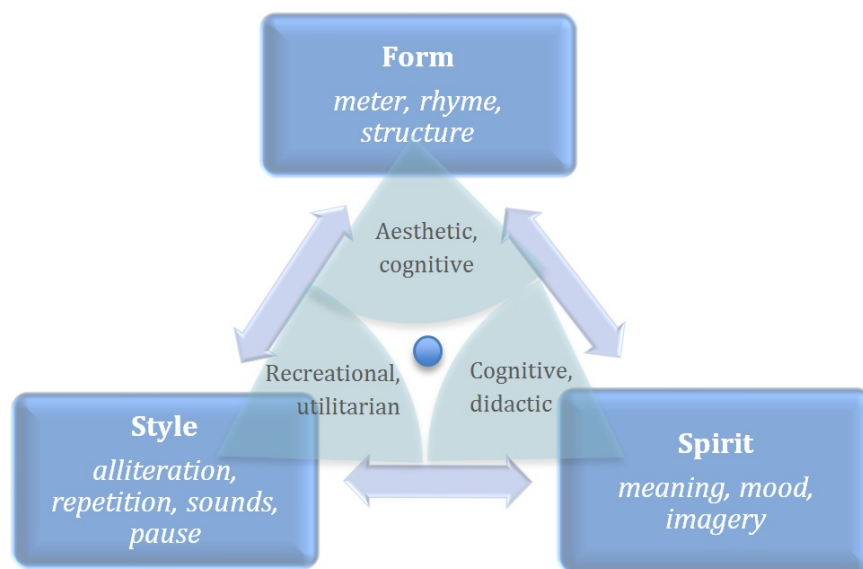 Form
meter, rhyme,
structure
Aesthetic,
cognitive
Recreational,
utilitarian
Cognitive,
didactic
Style
alliteration,
repetition, sounds,
pause
Spirit
meaning, mood,
imagery